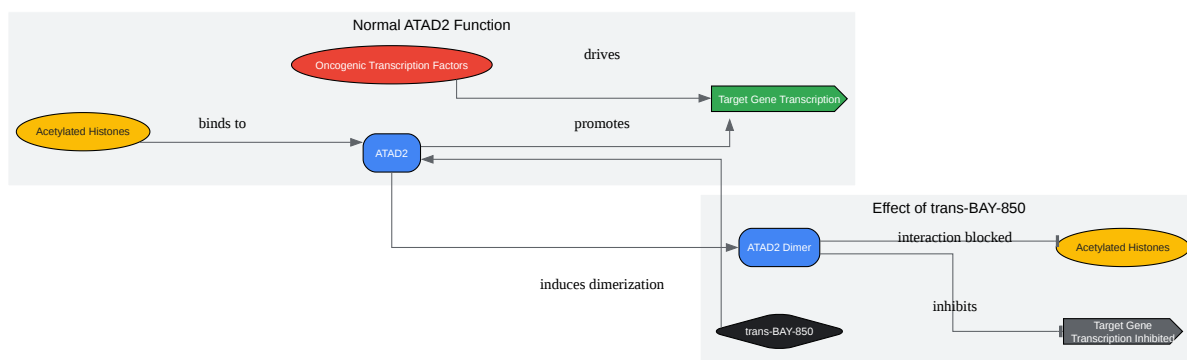 Normal ATAD2 Function
drives
Oncogenic Transcription Factors
Target Gene Transcription
binds to
promotes
Acetylated Histones
ATAD2
Effect of trans-BAY-850
interaction blocked
ATAD2 Dimer
Acetylated Histones
induces dimerization
inhibits
trans-BAY-850
Target Gene
Transcription Inhibited